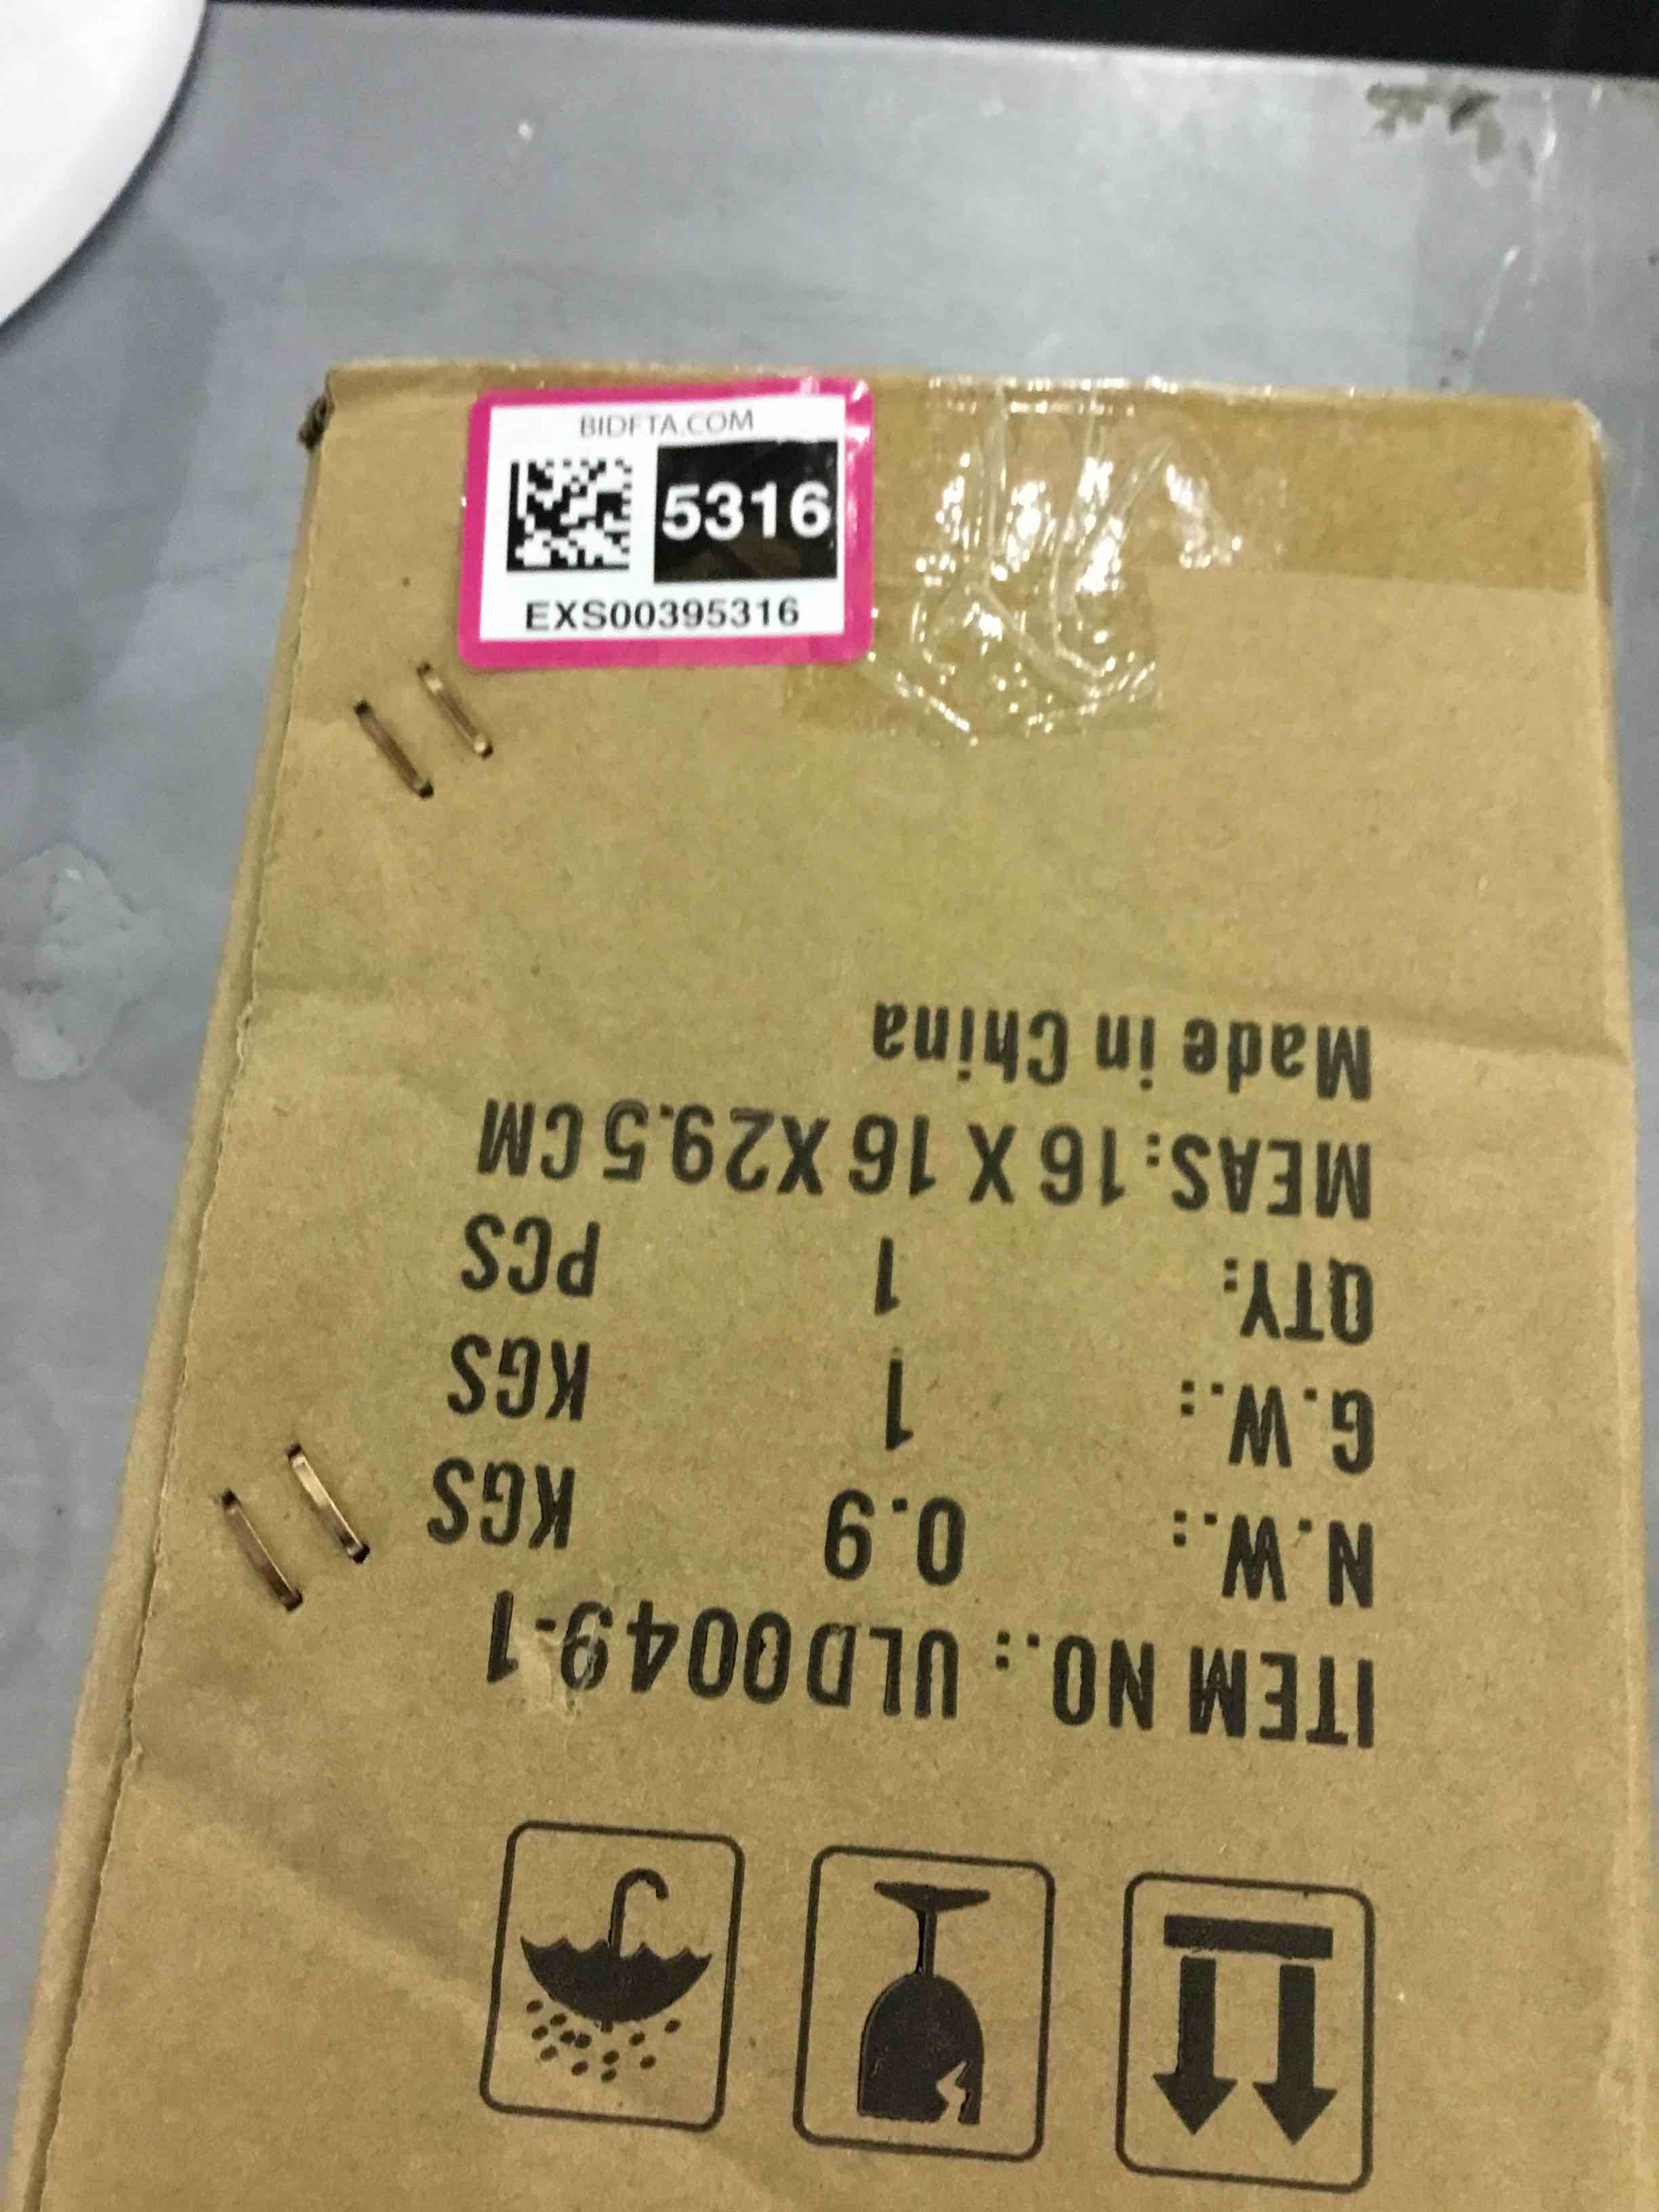 BIDFTA.COM
5316
EXS00395316
ITEM NO.: ULD0049-1
N.W.: 0.9 KGS
G.W.: 1 KGS
QTY: 1 PCS
MEAS: 16 X 16 X29.5 CM
Made in China